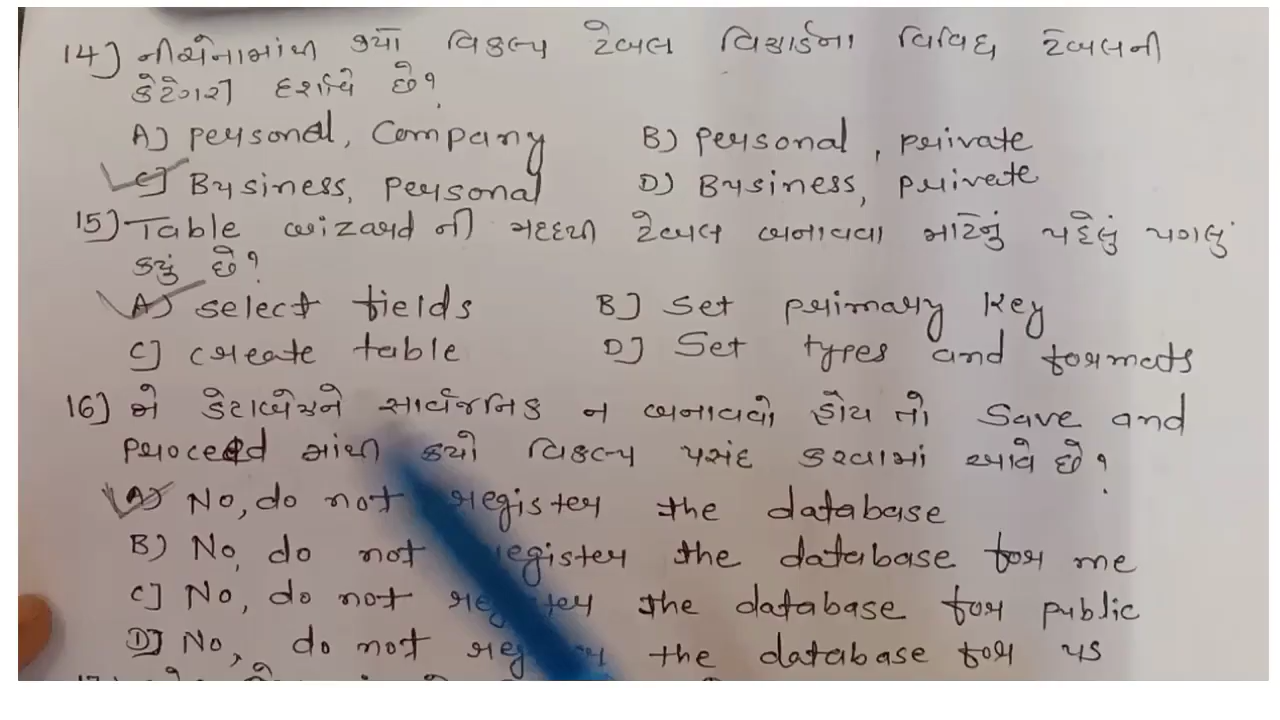 14) નીચેનામાંથી કયો વિકલ્પ ટેબલ વિઝાર્ડના વિવિધ ટેબલની
કેટેગરી દર્શાવે છે?
A) personal, Company B) personal, private
C) Business, personal D) Business, private
15) Table wizard ની મદદથી ટેબલ બનાવવા માટેનું પહેલું પગલું
કયું છે?
A) select fields B) Set primary key
C) create table D) Set types and formats
16) જો ડેટાબેઝને સાર્વજનિક ન બનાવવો હોય તો Save and
proceed માંથી કયો વિકલ્પ પસંદ કરવામાં આવે છે?
A) No, do not register the database
B) No, do not register the database for me
C) No, do not register the database for public
D) No, do not register the database for us